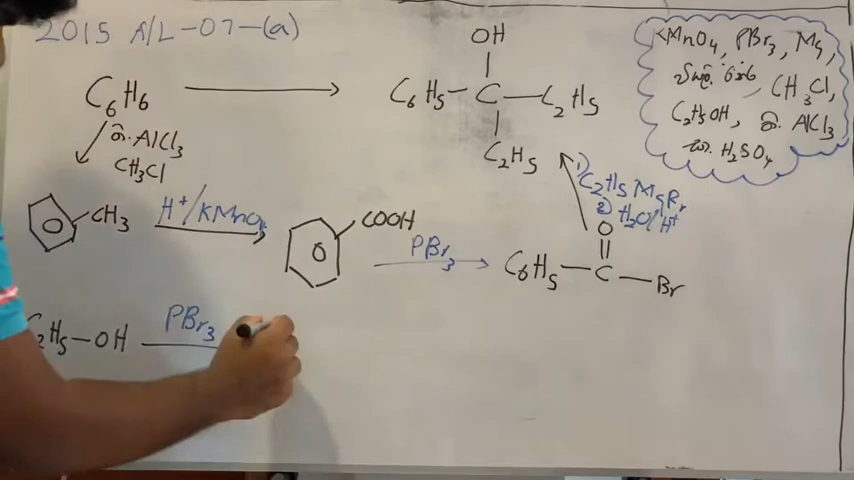 2015 A/L-07-(a)
C6H6
OH
C6H5-C-C2H5
C2H5
KMnO4, PBr3, Mg,
CH3Cl,
C2H5OH, නි. AlCl3
සා. H2SO4
නි. AlCl3
CH3Cl
CH3
H+/KMnO4
COOH
PBr3
1) C2H5MgBr
2) H2O/H+
O
C6H5-C-Br
C2H5-OH
PBr3